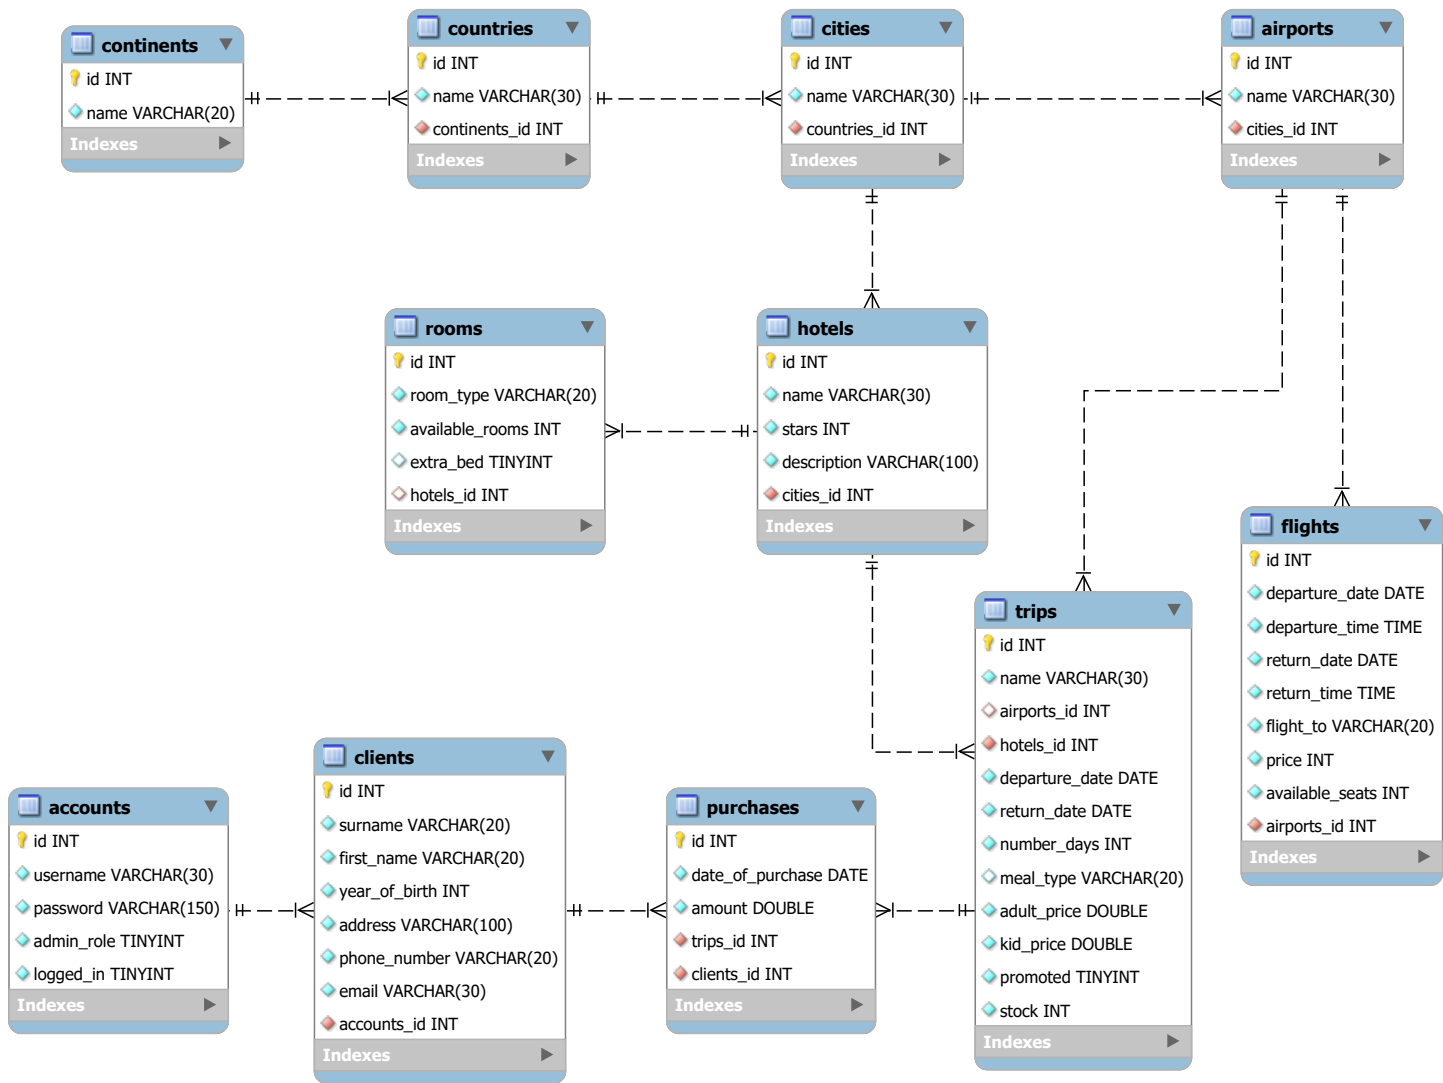 continents
id INT
name VARCHAR(20)
Indexes
countries
id INT
name VARCHAR(30)
continents_id INT
Indexes
cities
id INT
name VARCHAR(30)
countries_id INT
Indexes
airports
id INT
name VARCHAR(30)
cities_id INT
Indexes
rooms
id INT
room_type VARCHAR(20)
available_rooms INT
extra_bed TINYINT
hotels_id INT
Indexes
hotels
id INT
name VARCHAR(30)
stars INT
description VARCHAR(100)
cities_id INT
Indexes
flights
id INT
departure_date DATE
departure_time TIME
return_date DATE
return_time TIME
flight_to VARCHAR(20)
price INT
available_seats INT
airports_id INT
Indexes
trips
id INT
name VARCHAR(30)
airports_id INT
hotels_id INT
departure_date DATE
return_date DATE
number_days INT
meal_type VARCHAR(20)
adult_price DOUBLE
kid_price DOUBLE
promoted TINYINT
stock INT
Indexes
accounts
id INT
username VARCHAR(30)
password VARCHAR(150)
admin_role TINYINT
logged_in TINYINT
Indexes
clients
id INT
surname VARCHAR(20)
first_name VARCHAR(20)
year_of_birth INT
address VARCHAR(100)
phone_number VARCHAR(20)
email VARCHAR(30)
accounts_id INT
Indexes
purchases
id INT
date_of_purchase DATE
amount DOUBLE
trips_id INT
clients_id INT
Indexes